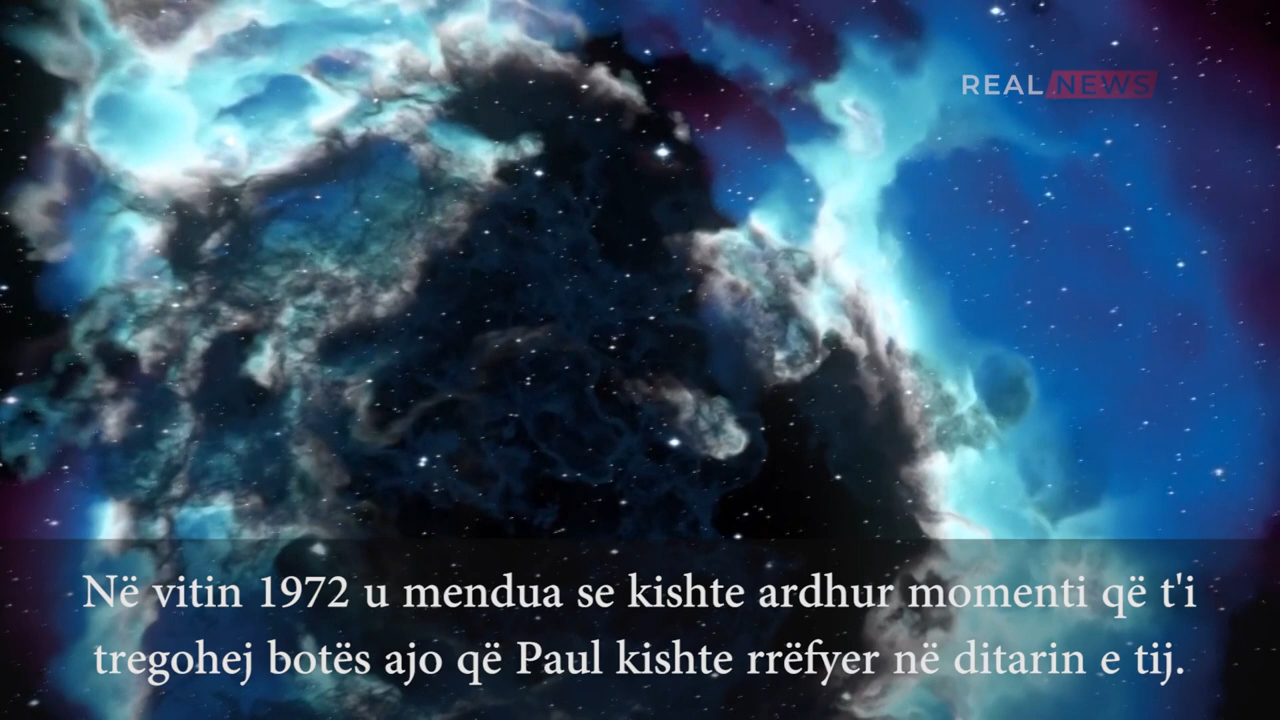 REAL NEWS
Në vitin 1972 u mendua se kishte ardhur momenti që t'i
tregohej botës ajo që Paul kishte rrëfyer në ditarin e tij.